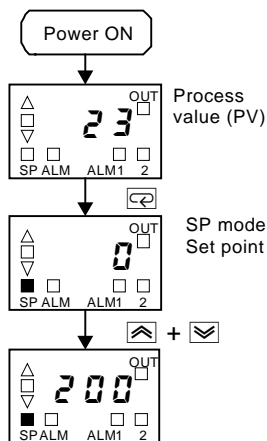 Power ON
OUT
Process
value (PV)
23
SP ALM ALM1 2
OUT
SP mode
Set point
0
SP ALM ALM1 2
+
OUT
200
SP ALM ALM1 2